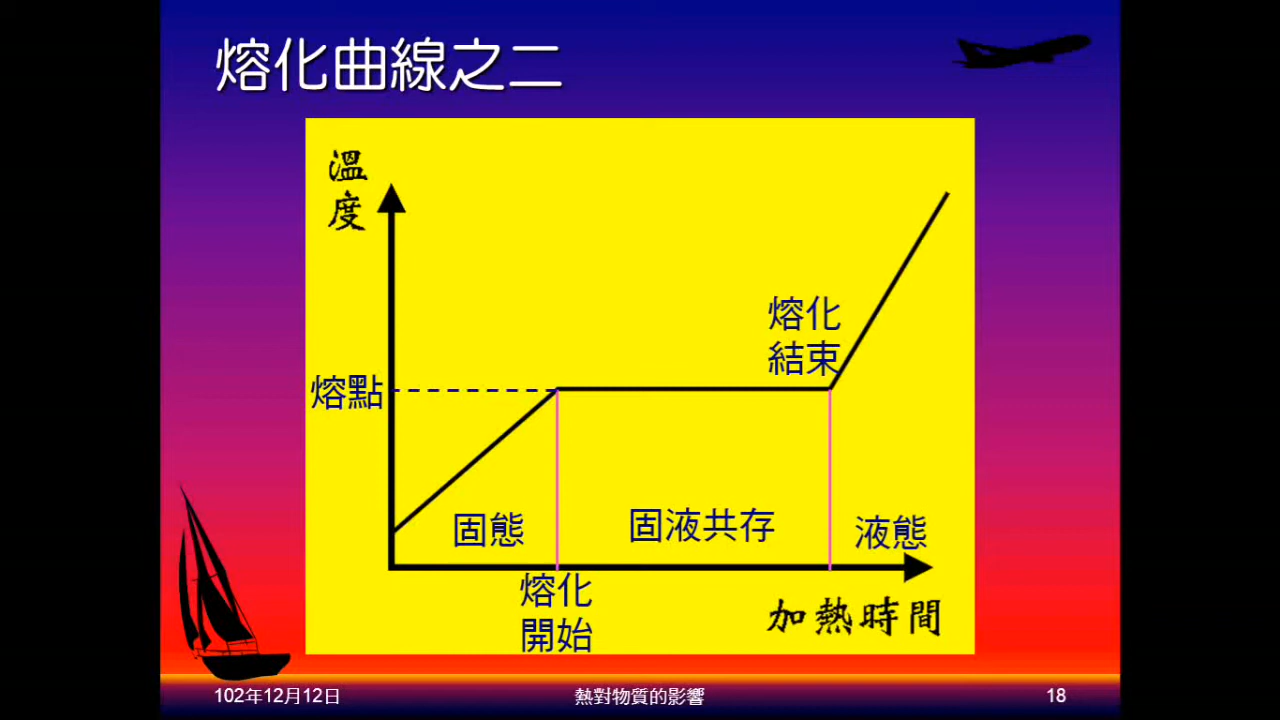 熔化曲線之二
溫
度
熔化
結束
熔點
固態
固液共存
液態
熔化
開始
加熱時間
102年12月12日
熱對物質的影響
18